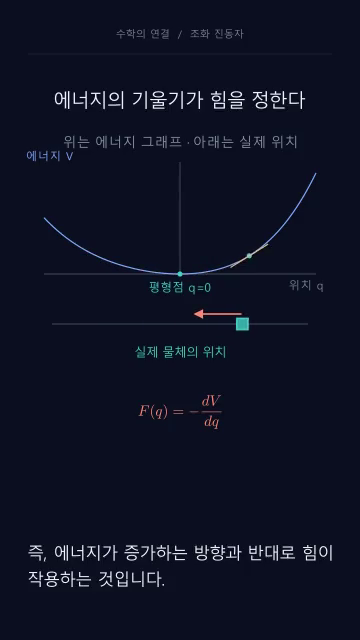 수학의 연결 / 조화 진동자
에너지의 기울기가 힘을 정한다
위는 에너지 그래프 · 아래는 실제 위치
에너지 V
평형점 q=0
위치 q
실제 물체의 위치
F(q) = -dV/dq
즉, 에너지가 증가하는 방향과 반대로 힘이
작용하는 것입니다.